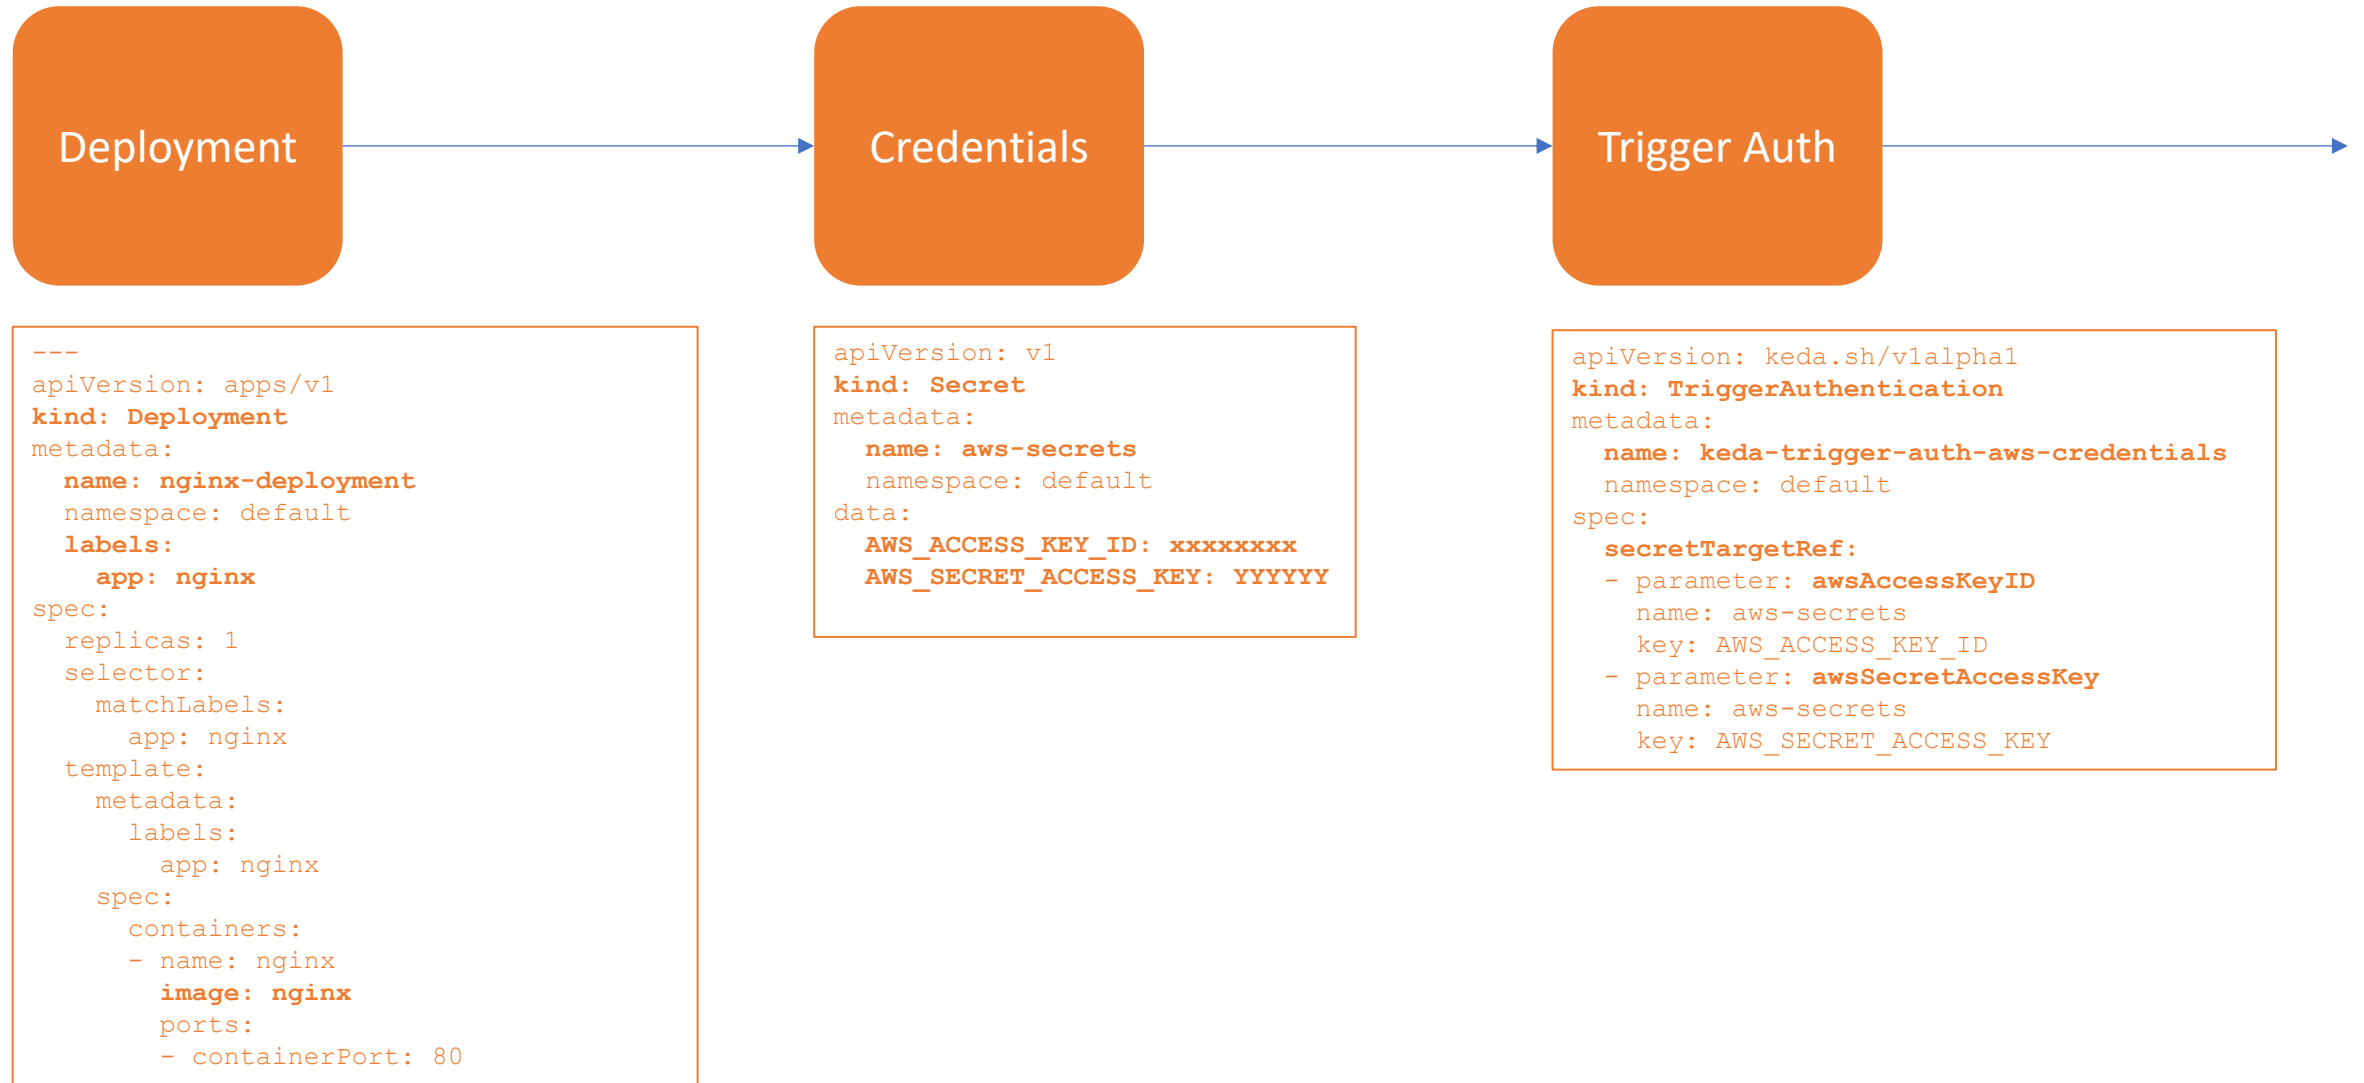 Deployment
Credentials
Trigger Auth
---
apiVersion: apps/v1
kind: Deployment
metadata:
  name: nginx-deployment
  namespace: default
  labels:
    app: nginx
spec:
  replicas: 1
  selector:
    matchLabels:
      app: nginx
  template:
    metadata:
      labels:
        app: nginx
    spec:
      containers:
      - name: nginx
        image: nginx
        ports:
        - containerPort: 80
apiVersion: v1
kind: Secret
metadata:
  name: aws-secrets
  namespace: default
data:
  AWS_ACCESS_KEY_ID: xxxxxxxx
  AWS_SECRET_ACCESS_KEY: YYYYYY
apiVersion: keda.sh/v1alpha1
kind: TriggerAuthentication
metadata:
  name: keda-trigger-auth-aws-credentials
  namespace: default
spec:
  secretTargetRef:
  - parameter: awsAccessKeyID
    name: aws-secrets
    key: AWS_ACCESS_KEY_ID
  - parameter: awsSecretAccessKey
    name: aws-secrets
    key: AWS_SECRET_ACCESS_KEY